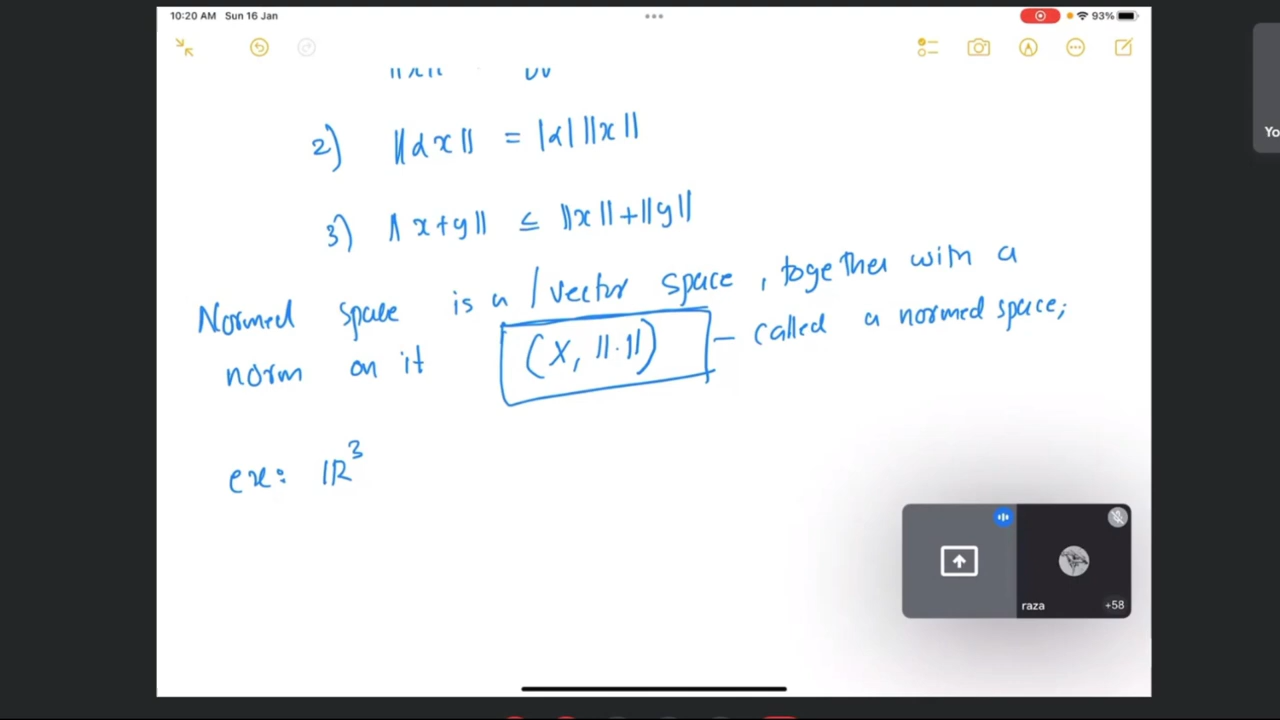 10:20 AM Sun 16 Jan
93%
2) ||αx|| = |α| ||x||
3) ||x+y|| ≤ ||x||+||y||
Normed space is a vector space, together with a
norm on it (X, ||·||) – called a normed space;
ex: ℝ³
Yo
raza +58